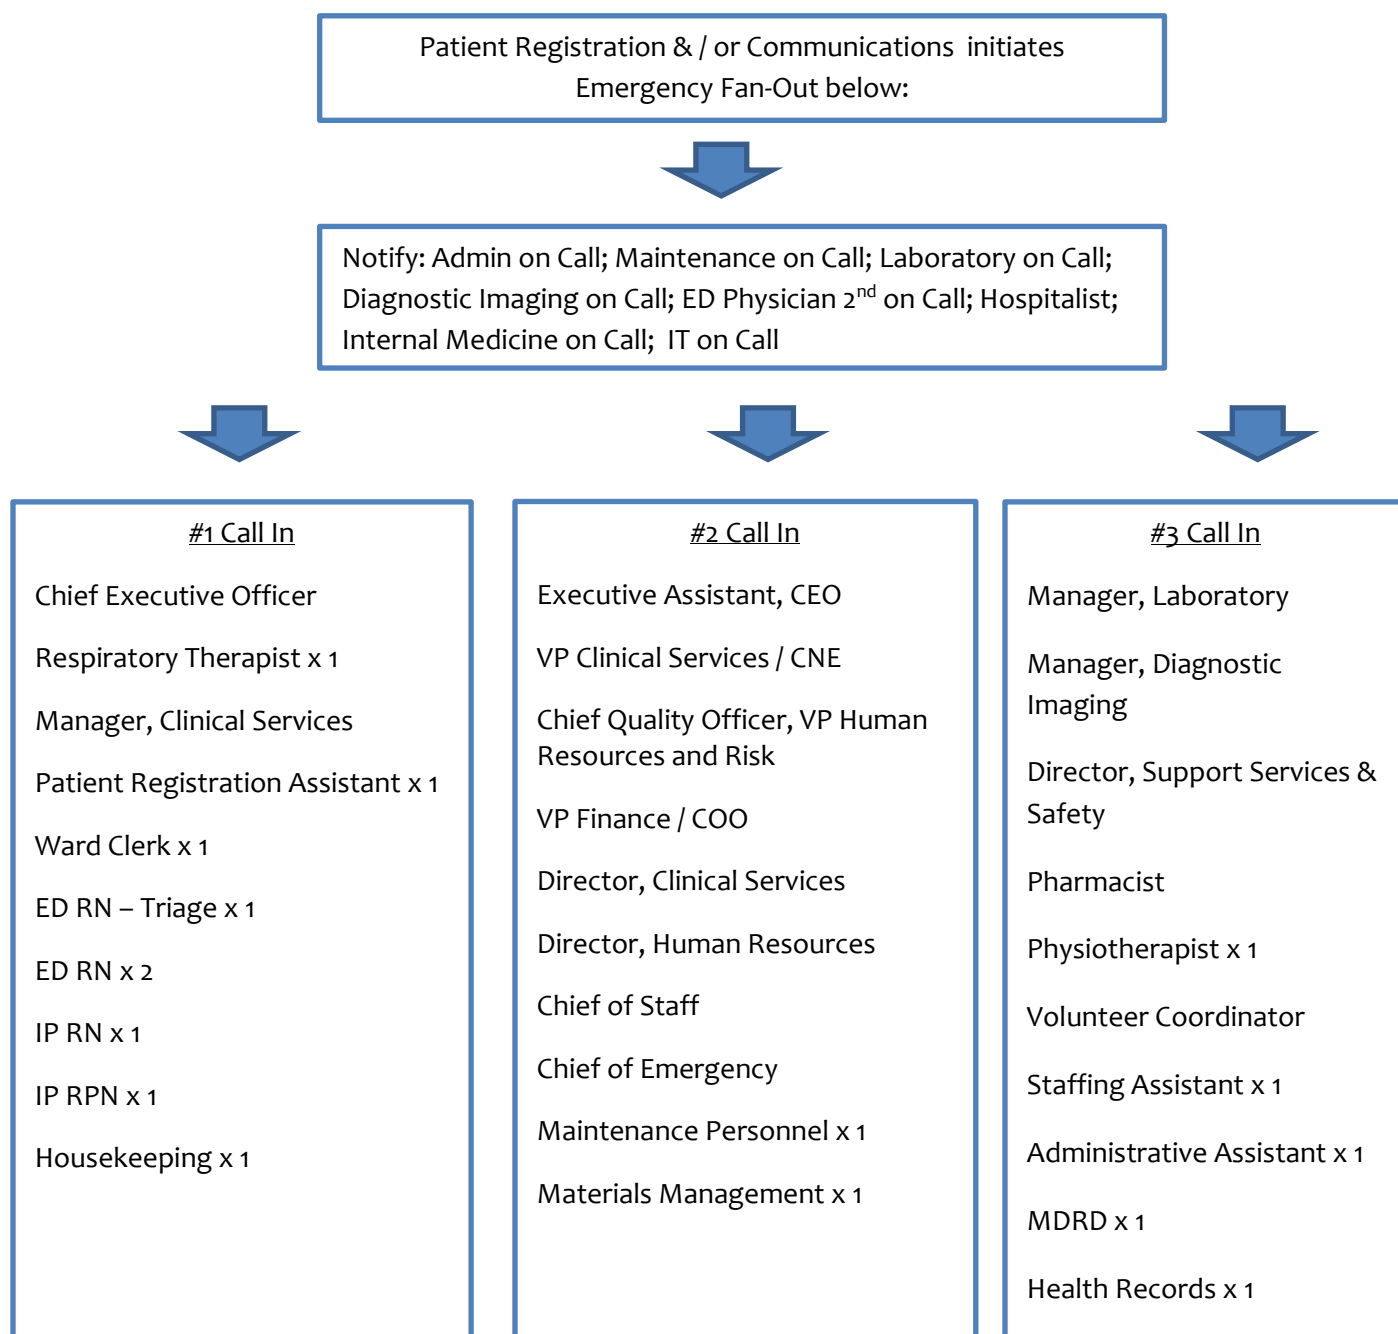 Patient Registration & / or Communications initiates
Emergency Fan-Out below:
Notify: Admin on Call; Maintenance on Call; Laboratory on Call;
Diagnostic Imaging on Call; ED Physician 2nd on Call; Hospitalist;
Internal Medicine on Call; IT on Call
#1 Call In
Chief Executive Officer
Respiratory Therapist x 1
Manager, Clinical Services
Patient Registration Assistant x 1
Ward Clerk x 1
ED RN – Triage x 1
ED RN x 2
IP RN x 1
IP RPN x 1
Housekeeping x 1
#2 Call In
Executive Assistant, CEO
VP Clinical Services / CNE
Chief Quality Officer, VP Human
Resources and Risk
VP Finance / COO
Director, Clinical Services
Director, Human Resources
Chief of Staff
Chief of Emergency
Maintenance Personnel x 1
Materials Management x 1
#3 Call In
Manager, Laboratory
Manager, Diagnostic
Imaging
Director, Support Services &
Safety
Pharmacist
Physiotherapist x 1
Volunteer Coordinator
Staffing Assistant x 1
Administrative Assistant x 1
MDRD x 1
Health Records x 1